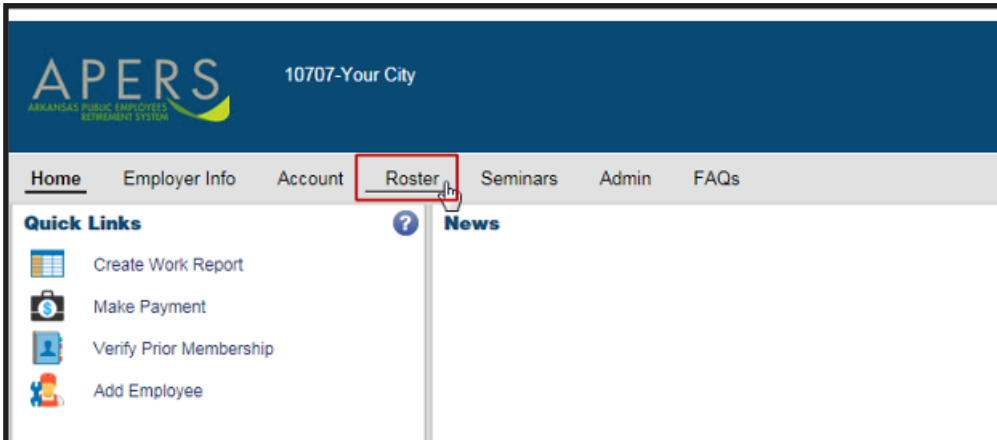 APERS
ARKANSAS PUBLIC EMPLOYEES
RETIREMENT SYSTEM
10707-Your City
Home Employer Info Account Roster Seminars Admin FAQs
Quick Links ?
News
Create Work Report
Make Payment
Verify Prior Membership
Add Employee